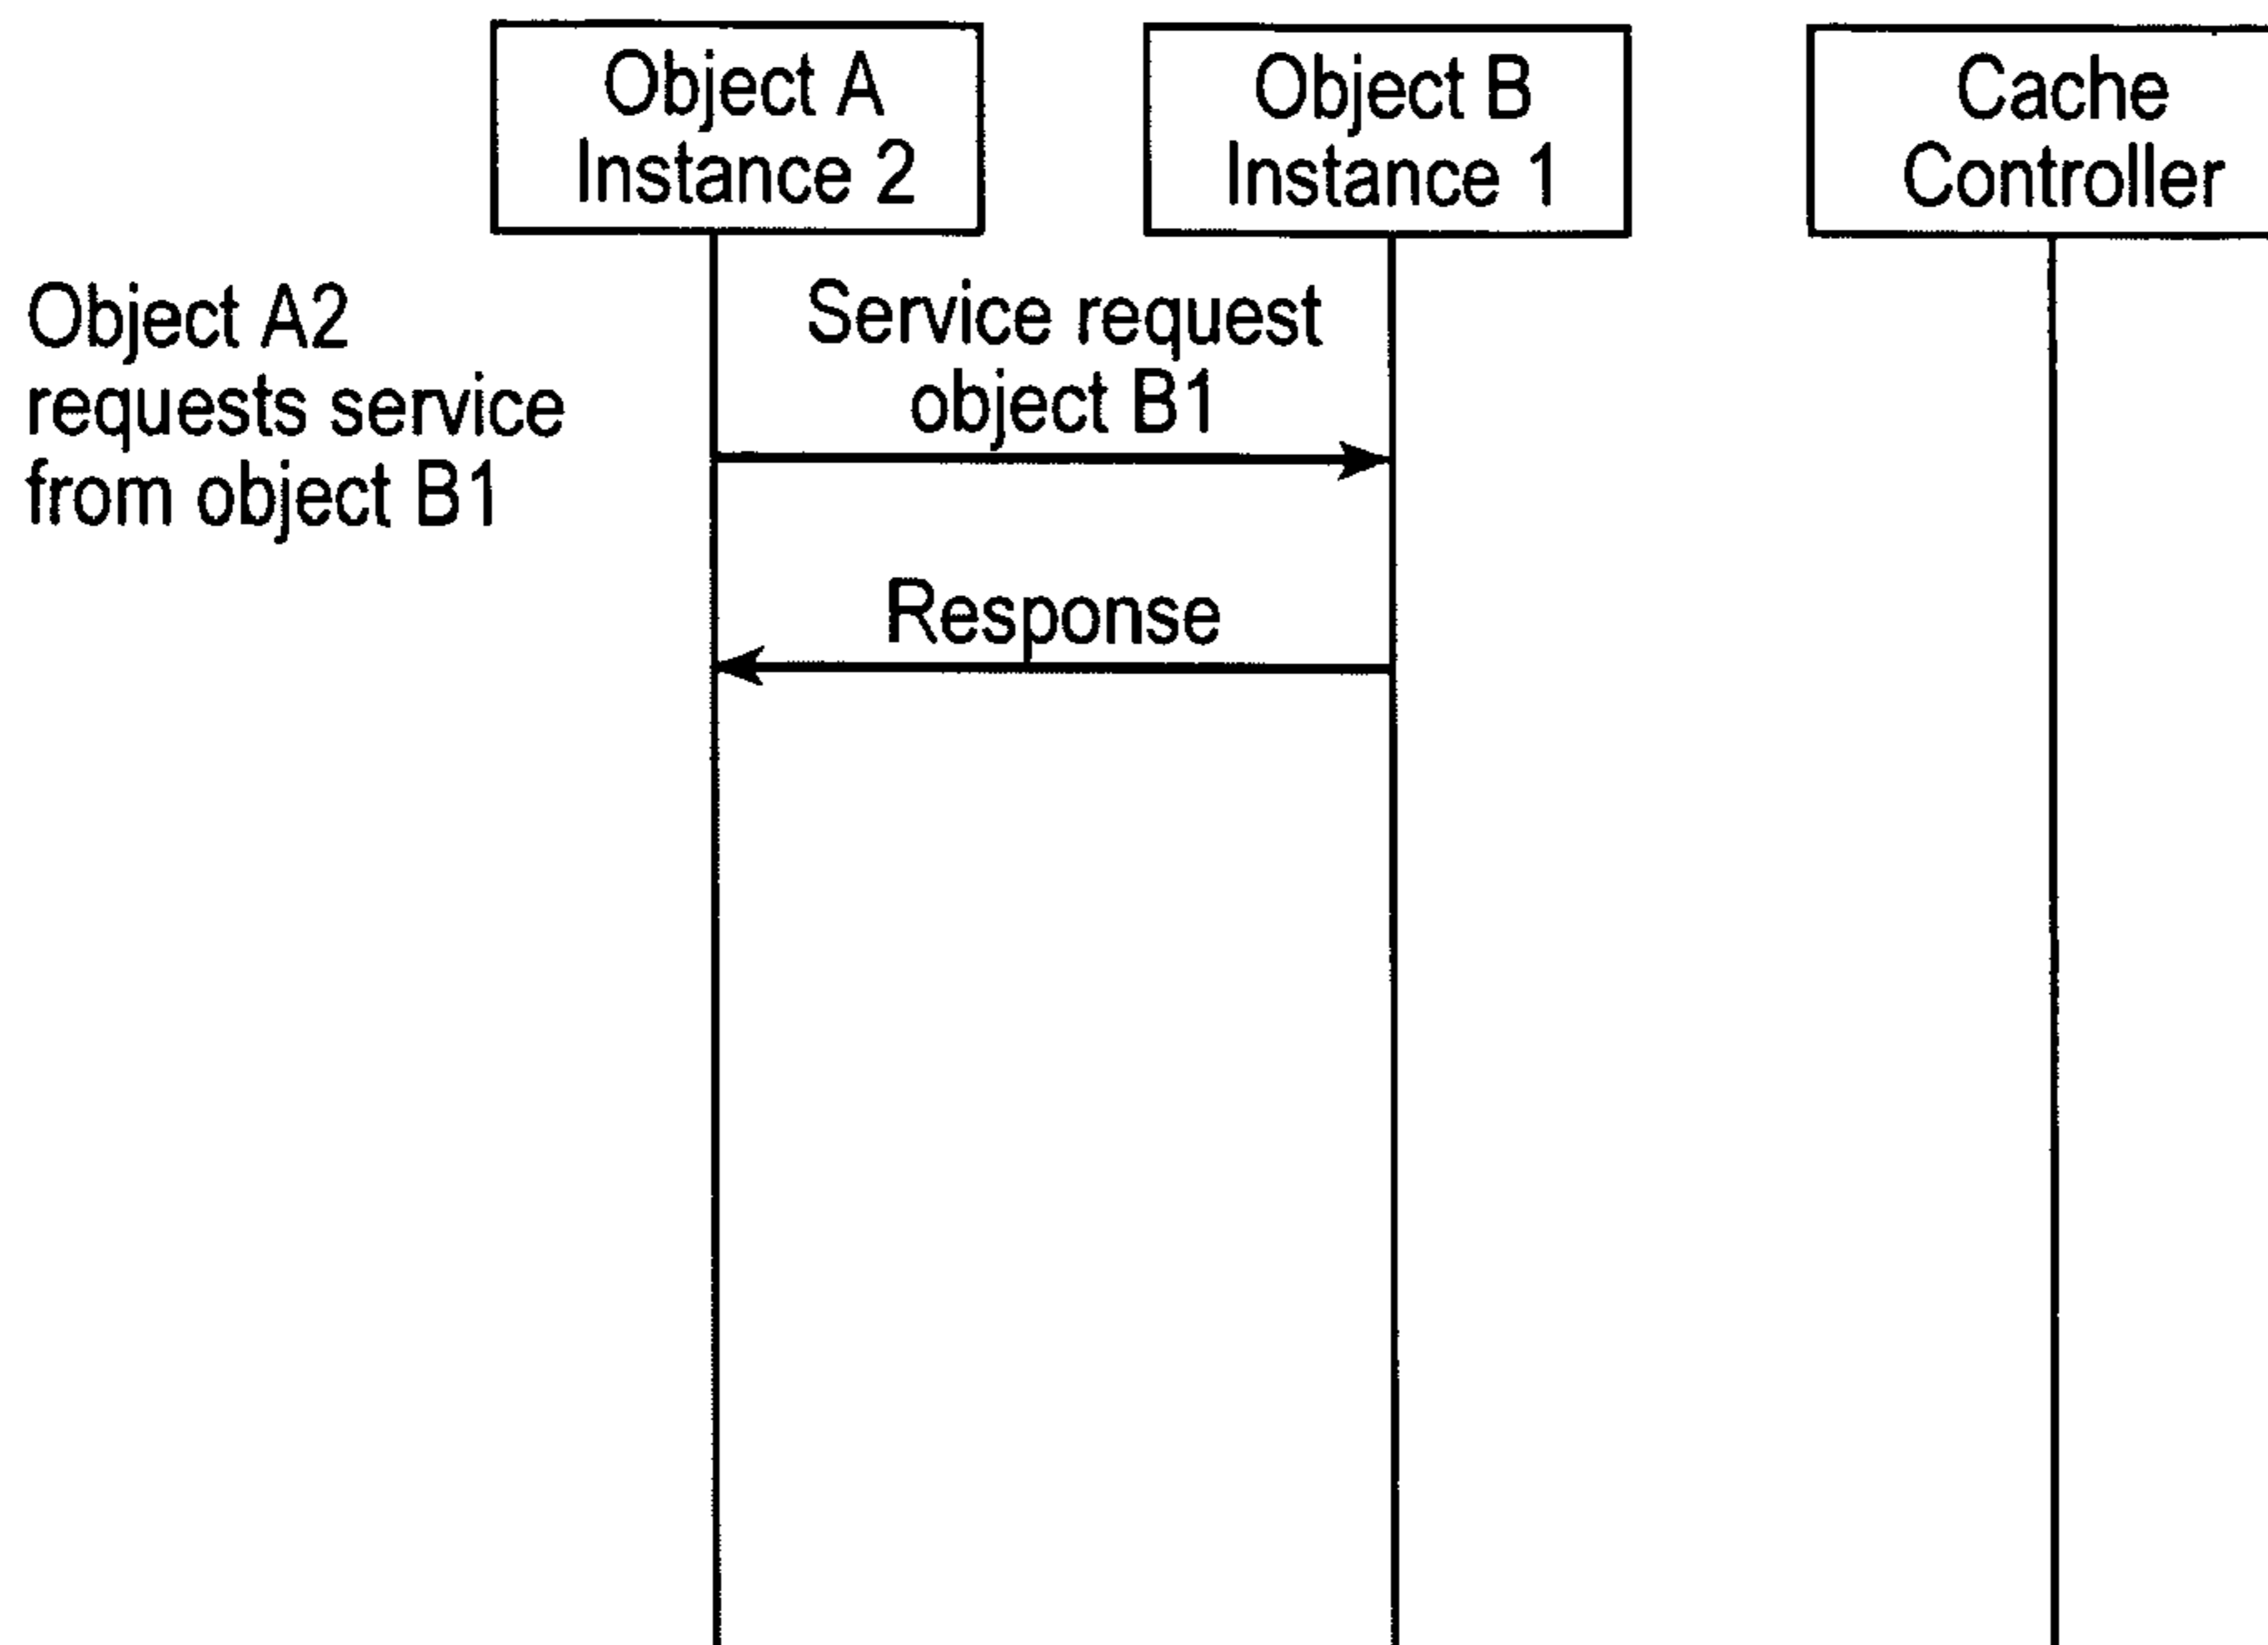 Object A
Instance 2
Object B
Instance 1
Cache
Controller
Object A2
requests service
from object B1
Service request
object B1
Response